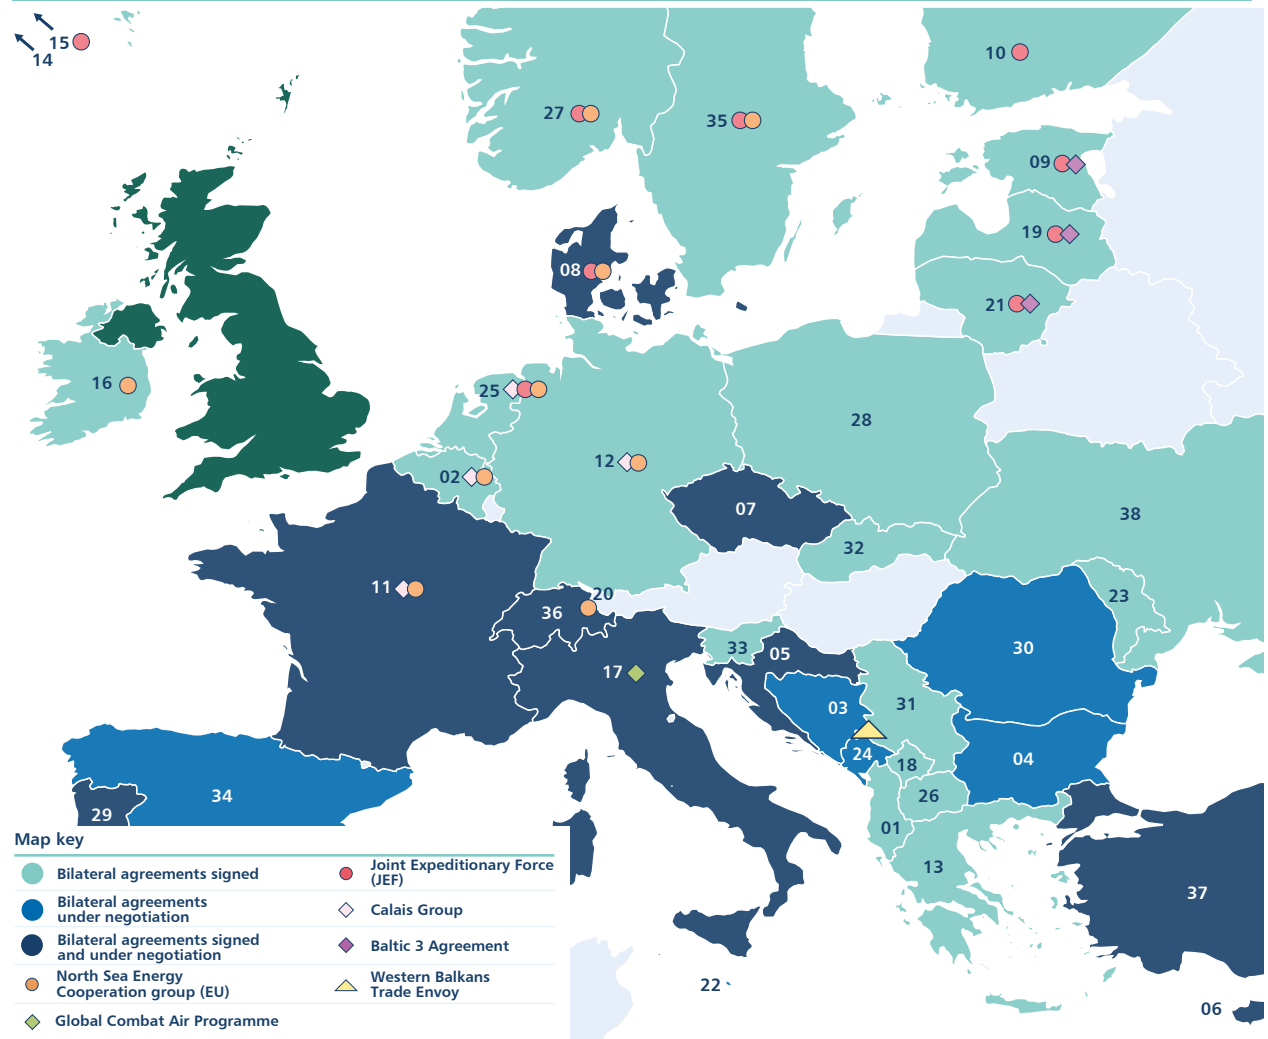 15
14
10
27
35
09
19
08
21
16
25
28
12
02
07
38
32
11
20
23
36
33
05
30
17
31
03
24
18
04
34
26
29
01
13
37
22
06
Map key
Bilateral agreements signed
Bilateral agreements
under negotiation
Bilateral agreements signed
and under negotiation
North Sea Energy
Cooperation group (EU)
Global Combat Air Programme
Joint Expeditionary Force
(JEF)
Calais Group
Baltic 3 Agreement
Western Balkans
Trade Envoy